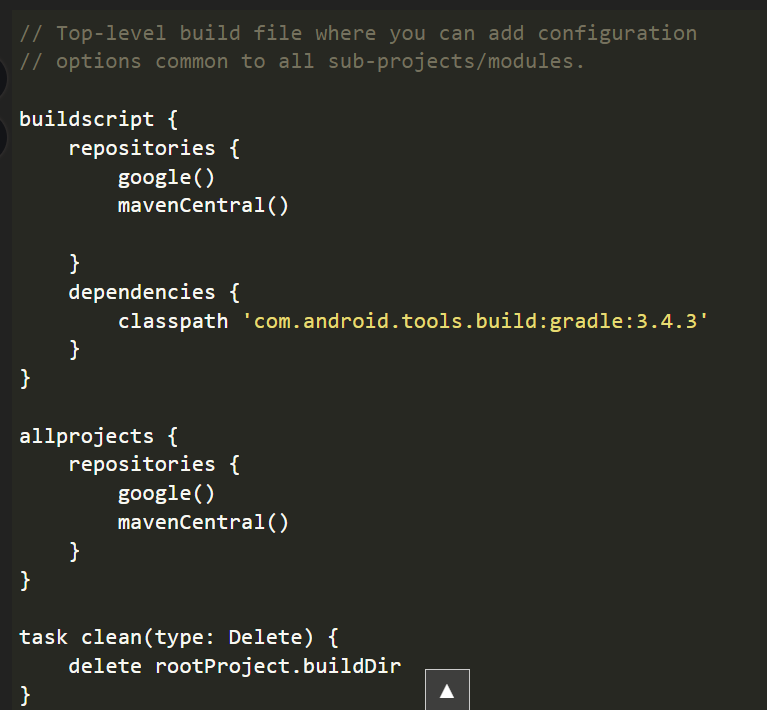 // Top-level build file where you can add configuration
// options common to all sub-projects/modules.
buildscript {
    repositories {
        google()
        mavenCentral()
    }
    dependencies {
        classpath 'com.android.tools.build:gradle:3.4.3'
    }
}
allprojects {
    repositories {
        google()
        mavenCentral()
    }
}
task clean(type: Delete) {
    delete rootProject.buildDir
}